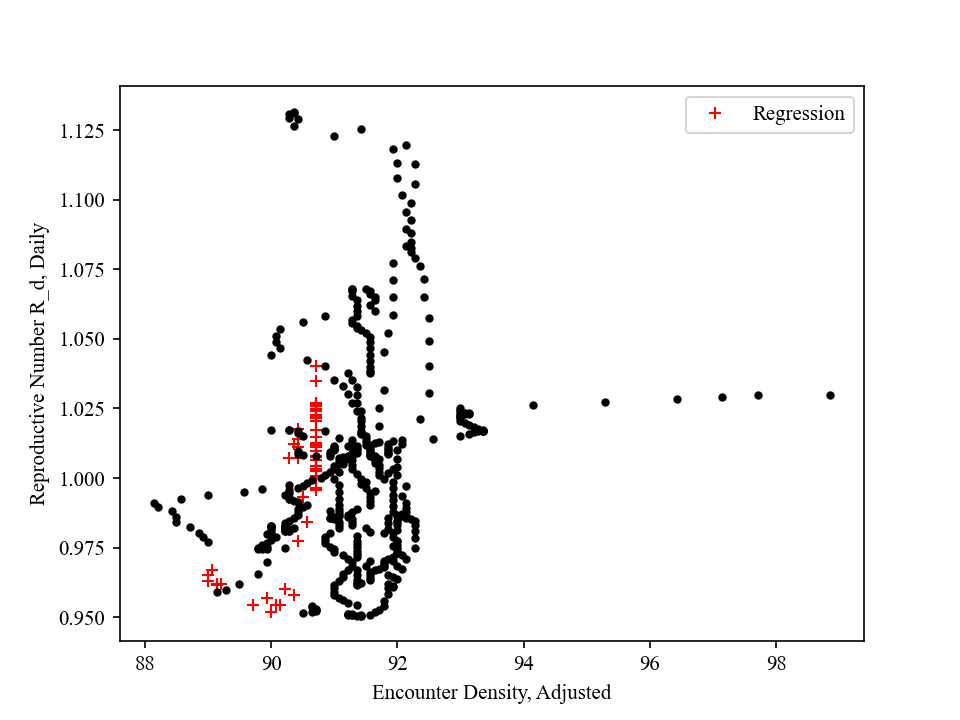 Regression
1.125
1.100
1.075
1.050
1.025
1.000
0.975
0.950
Reproductive Number R_d, Daily
88 90 92 94 96 98
Encounter Density, Adjusted